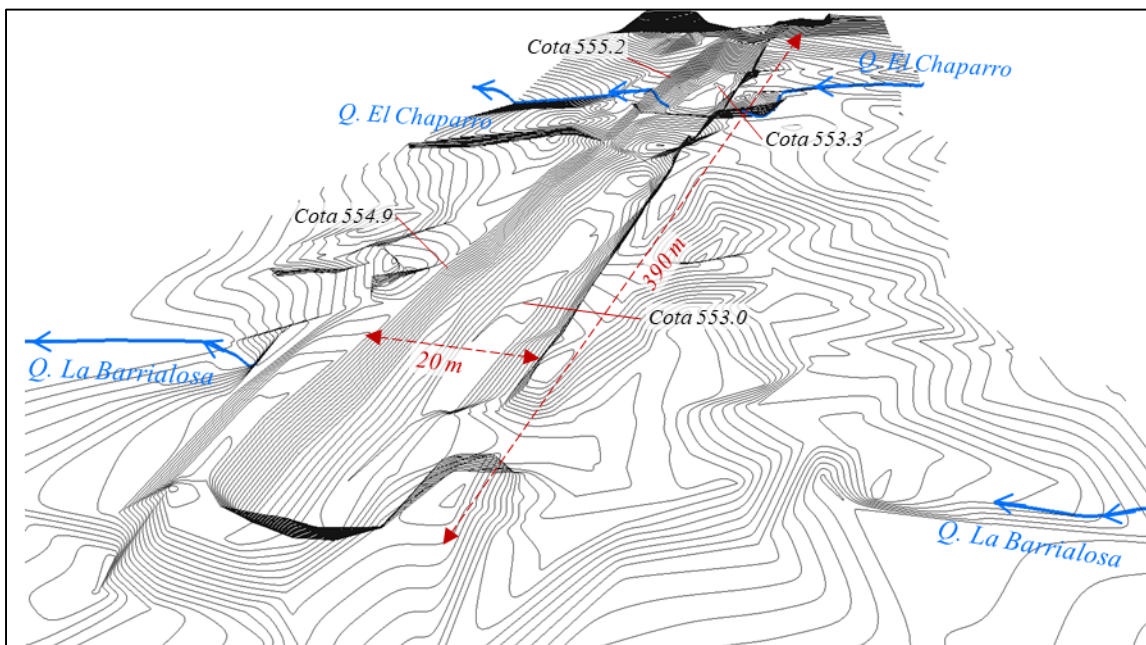 Cota 555.2
Q. El Chaparro
Q. El Chaparro
Cota 553.3
Cota 554.9
390 m
Cota 553.0
20 m
Q. La Barrialosa
Q. La Barrialosa